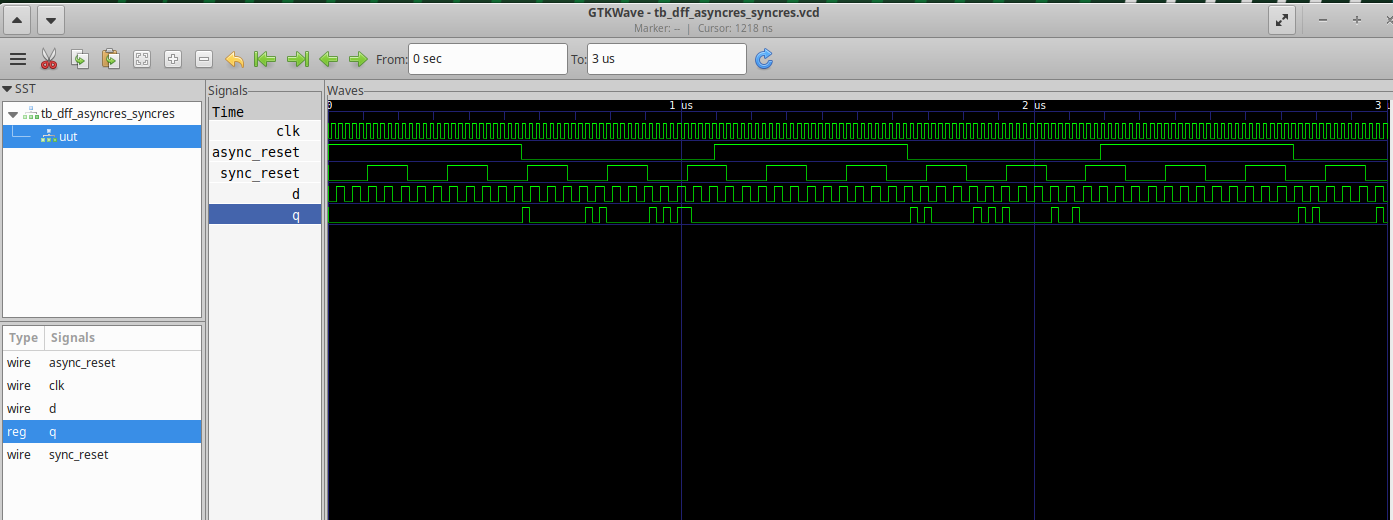 GTKWave - tb_dff_asyncres_syncres.vcd
Marker: -- | Cursor: 1218 ns
From: 0 sec To: 3 us
SST
tb_dff_asyncres_syncres
uut
Type Signals
wire async_reset
wire clk
wire d
reg q
wire sync_reset
Signals
Time
clk
async_reset
sync_reset
d
q
Waves
0 1 us 2 us 3